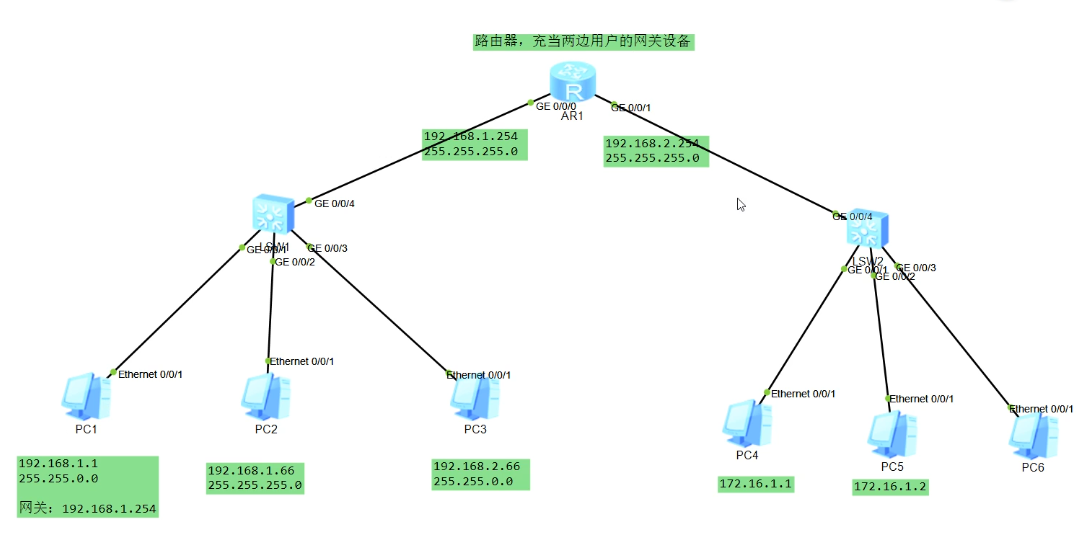 路由器，充当两边用户的网关设备
R
GE 0/0/0
GE 0/0/1
AR1
192.168.1.254
255.255.255.0
192.168.2.254
255.255.255.0
GE 0/0/4
GE 0/0/4
LSW1
GE 0/0/1
GE 0/0/3
GE 0/0/2
LSW2
GE 0/0/1
GE 0/0/3
GE 0/0/2
Ethernet 0/0/1
Ethernet 0/0/1
Ethernet 0/0/1
Ethernet 0/0/1
Ethernet 0/0/1
Ethernet 0/0/1
PC1
PC2
PC3
PC4
PC5
PC6
192.168.1.1
255.255.0.0
网关：192.168.1.254
192.168.1.66
255.255.255.0
192.168.2.66
255.255.0.0
172.16.1.1
172.16.1.2